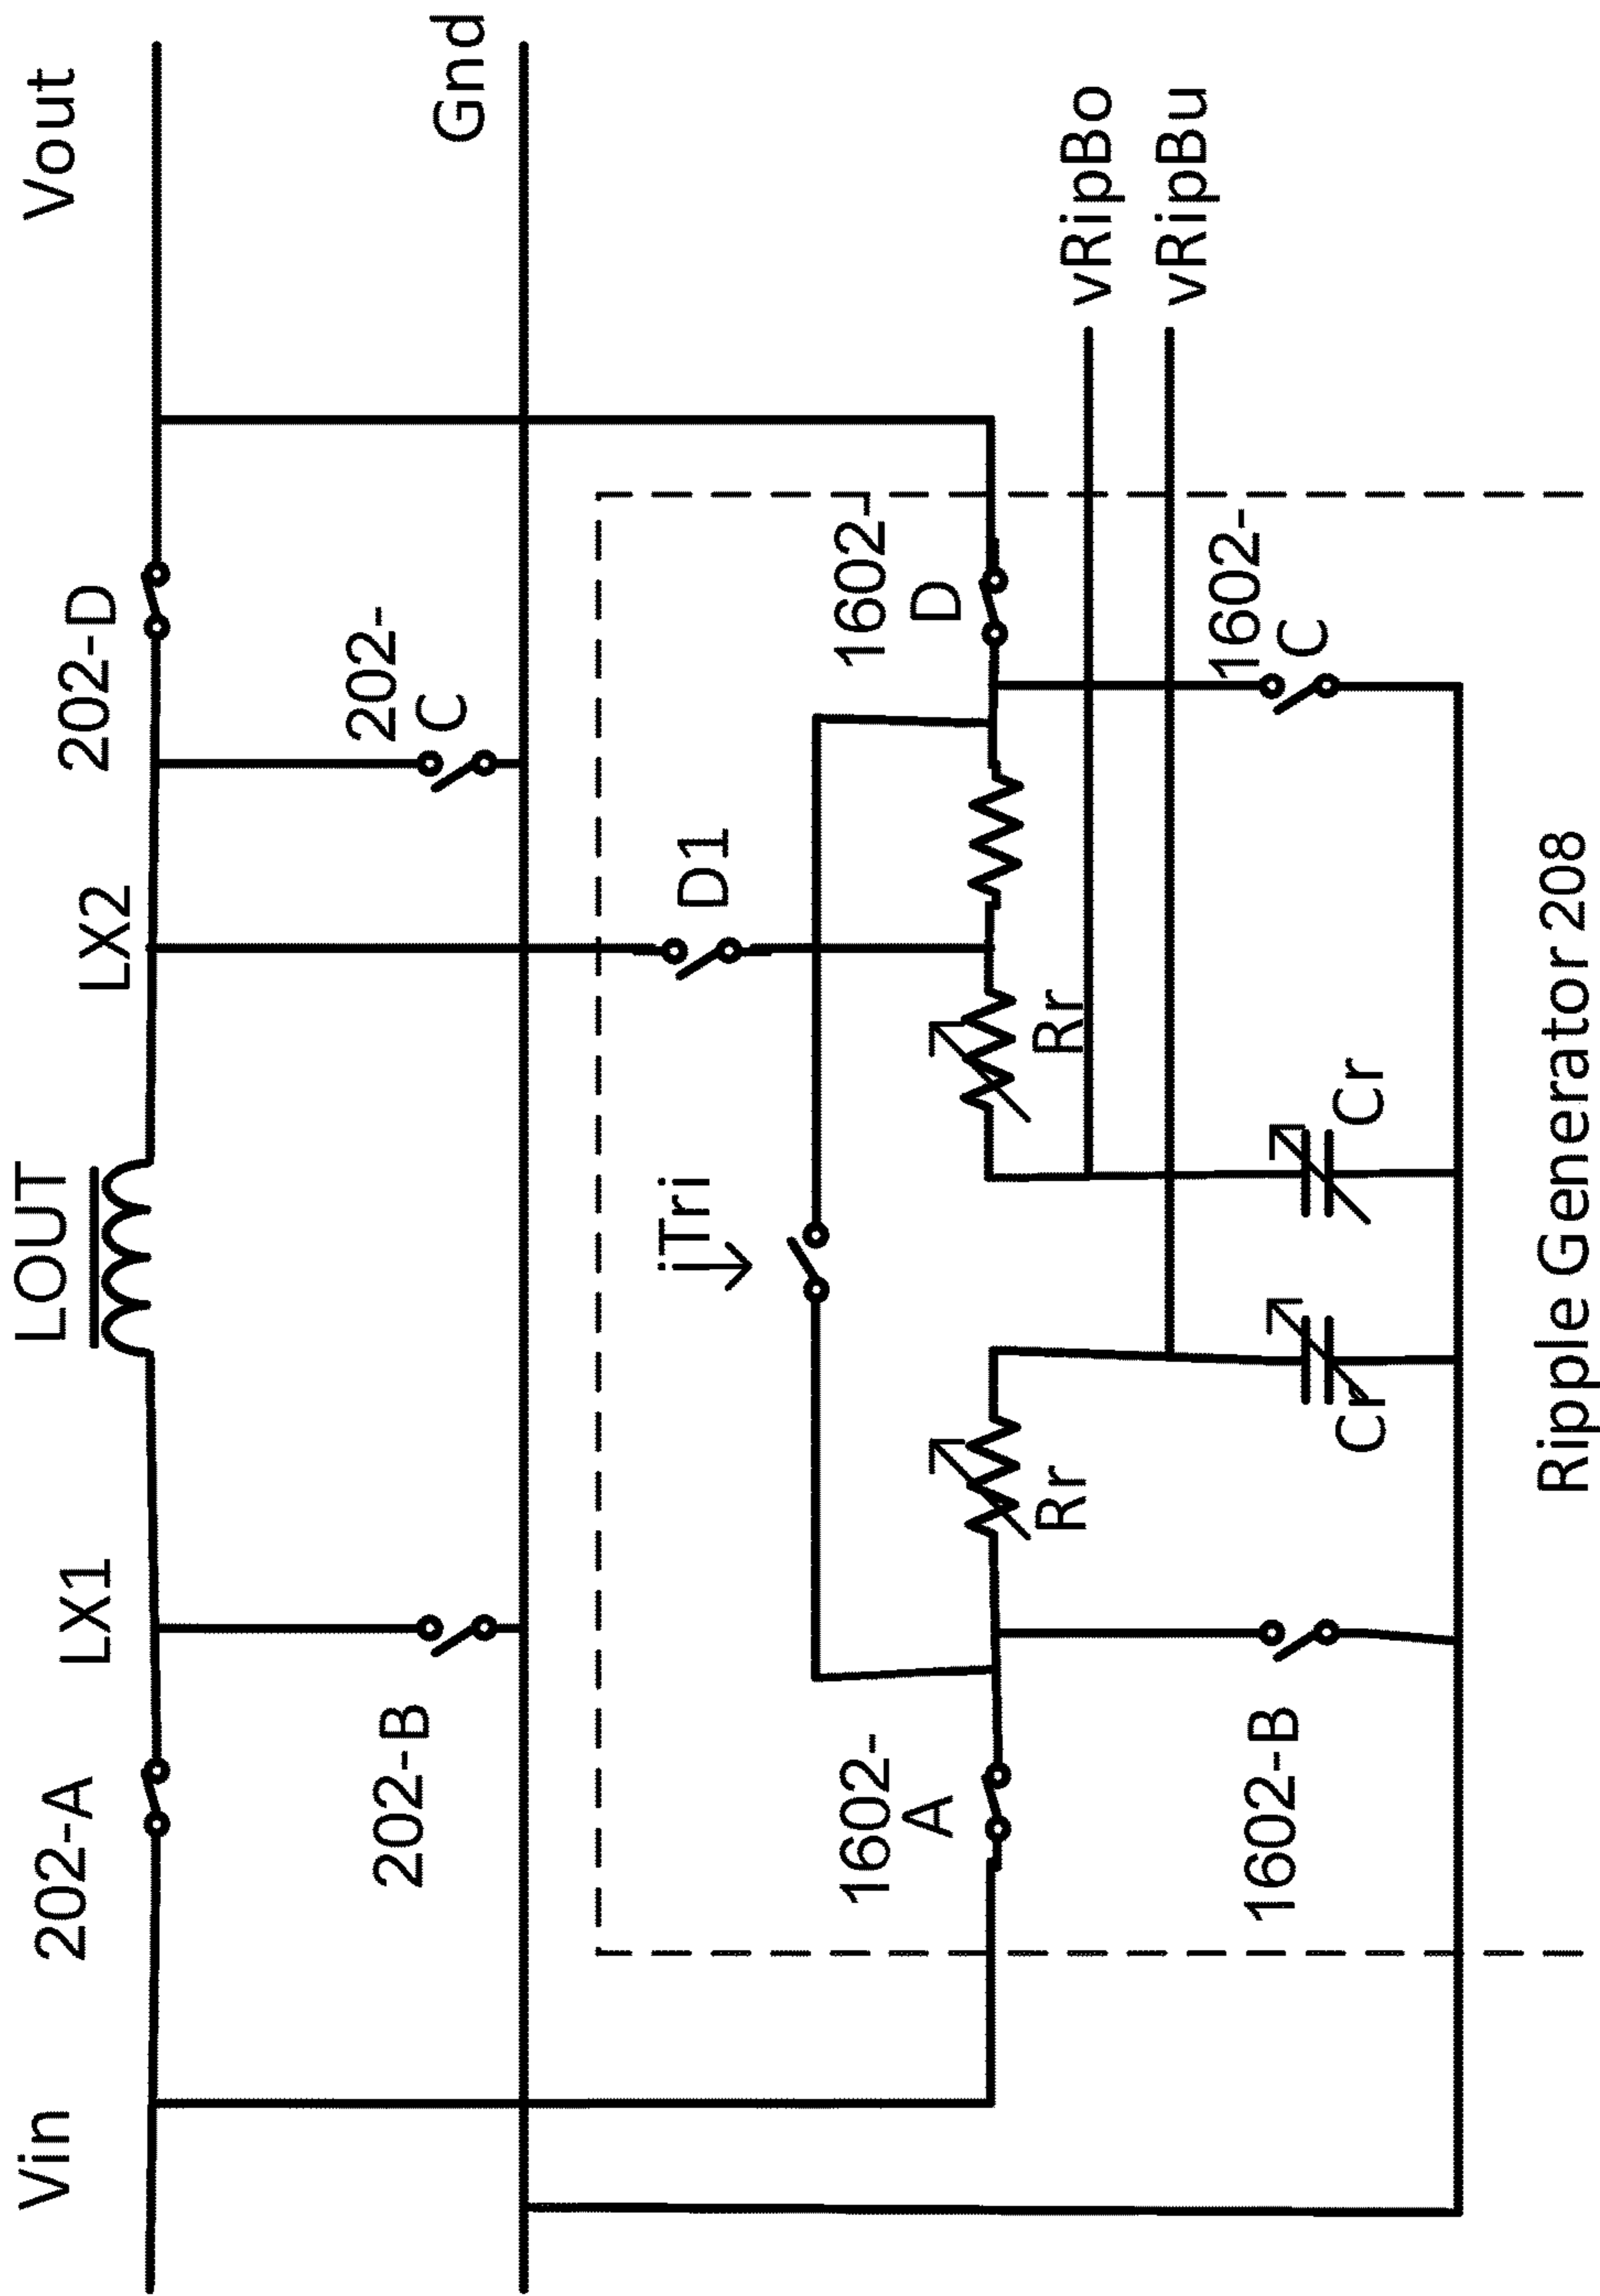 Vin
202-A
LX1
LOUT
LX2
202-D
Vout
202-B
202-
C
Gnd
iTri
D1
1602-
A
1602-
D
Rr
Rr
vRipBo
vRipBu
1602-B
Cr
Cr
1602-
C
Ripple Generator 208